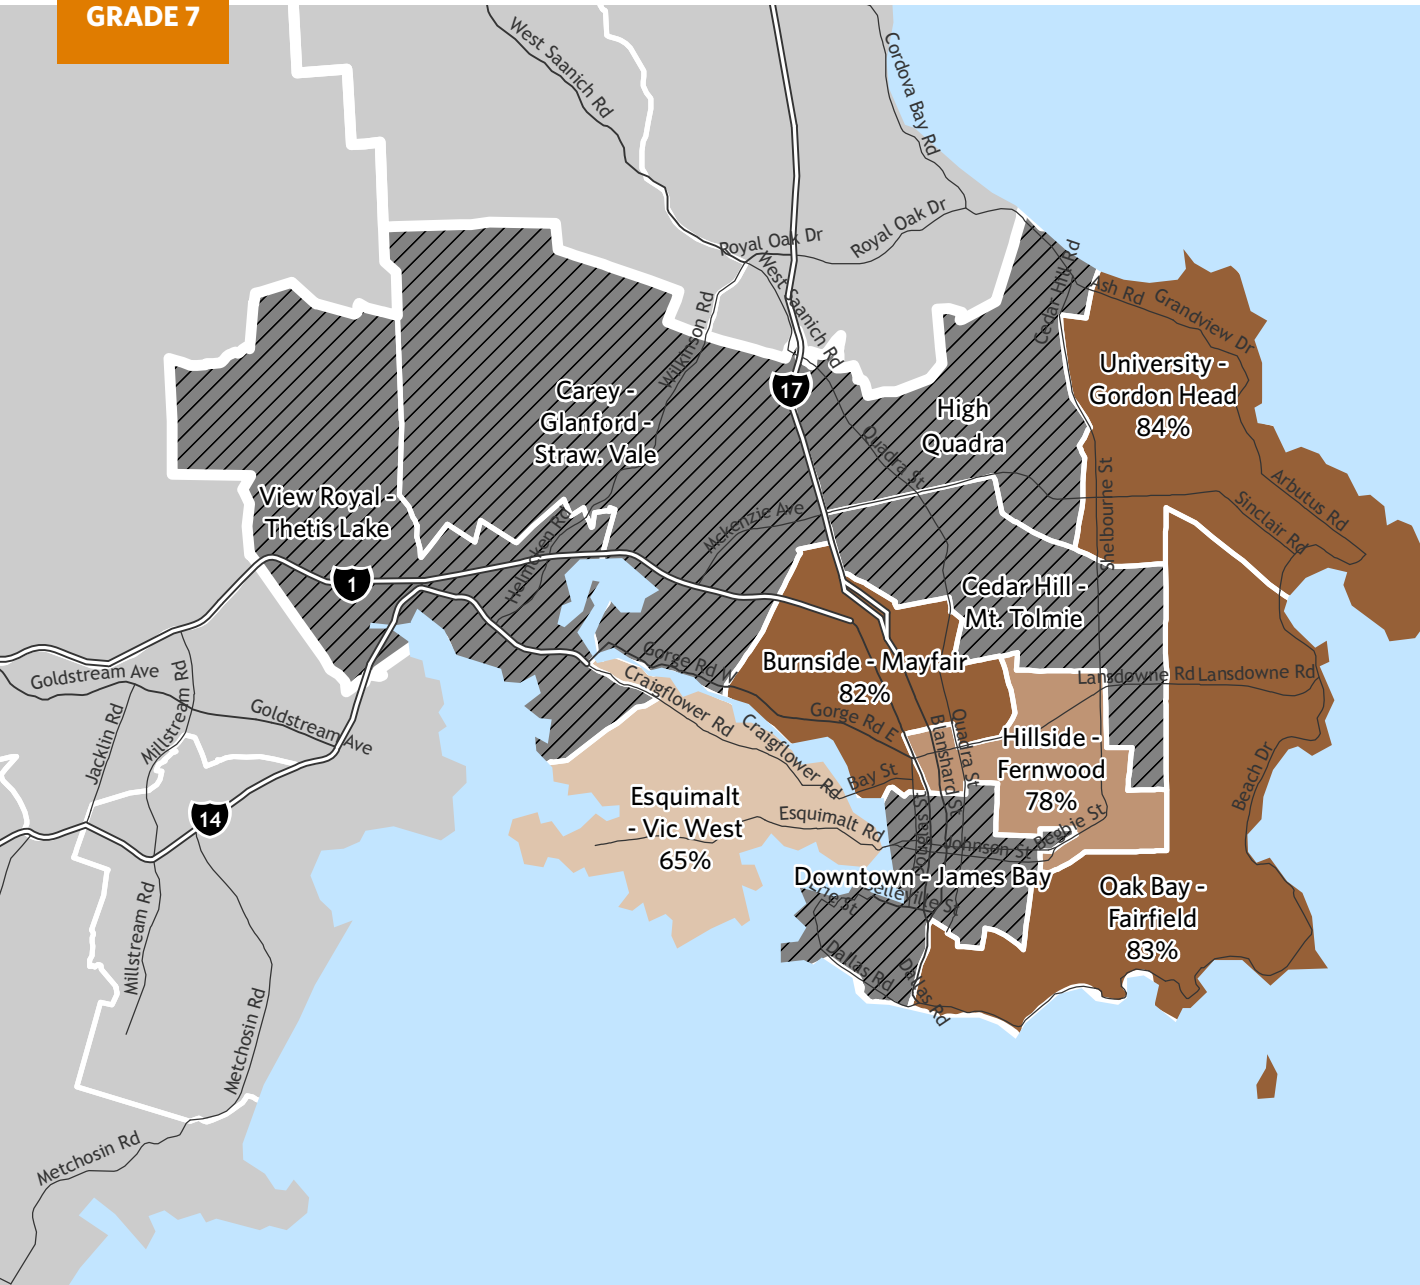 GRADE 7
West Saanich Rd
Cordova Bay Rd
Royal Oak Dr
Royal Oak Dr
West Saanich Rd
Cedar Hill Rd
Ash Rd
Grandview Dr
Wilkinson Rd
17
University -
Gordon Head
84%
Carey -
Glanford -
Straw. Vale
High
Quadra
Quadra St
Shelbourne St
Arbutus Rd
Sinclair Rd
View Royal -
Thetis Lake
Mckenzie Ave
Helmcken Rd
1
Cedar Hill -
Mt. Tolmie
Burnside - Mayfair
82%
Gorge Rd W
Lansdowne Rd
Lansdowne Rd
Goldstream Ave
Millstream Rd
Jacklin Rd
Goldstream Ave
Craigflower Rd
Craigflower Rd
Gorge Rd E
Blanshard St
Quadra St
Hillside -
Fernwood
78%
Bay St
Beach Dr
Esquimalt
- Vic West
65%
Esquimalt Rd
14
Johnson St
Begbie St
Downtown - James Bay
Belleville St
Erie St
Oak Bay -
Fairfield
83%
Dallas Rd
Dallas Rd
Millstream Rd
Metchosin Rd
Metchosin Rd